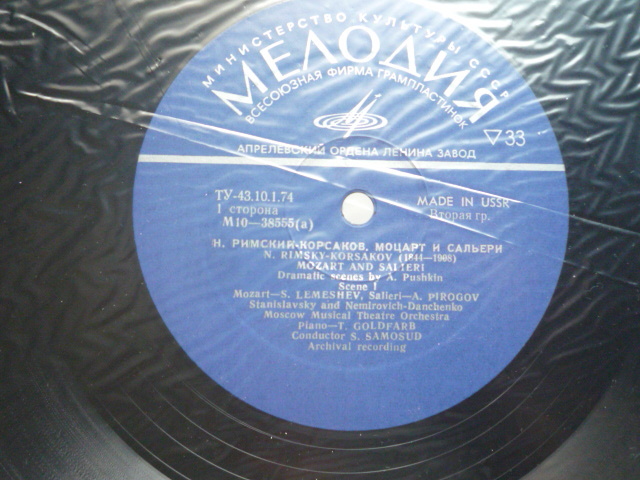 МИНИСТЕРСТВО КУЛЬТУРЫ СССР
МЕЛОДИЯ
ВСЕСОЮЗНАЯ ФИРМА ГРАМПЛАСТИНОК
▽33
АПРЕЛЕВСКИЙ ОРДЕНА ЛЕНИНА ЗАВОД
ТУ-43.10.1.74
1 сторона
М10—38555(а)
MADE IN USSR
Вторая гр.
Н. РИМСКИЙ-КОРСАКОВ, МОЦАРТ И САЛЬЕРИ
N. RIMSKY-KORSAKOV (1844—1908)
MOZART AND SALIERI
Dramatic scenes by A. Pushkin
Scene 1
Mozart—S. LEMESHEV, Salieri—A. PIROGOV
Stanislavsky and Nemirovich-Danchenko
Moscow Musical Theatre Orchestra
Piano—T. GOLDFARB
Conductor S. SAMOSUD
Archival recording